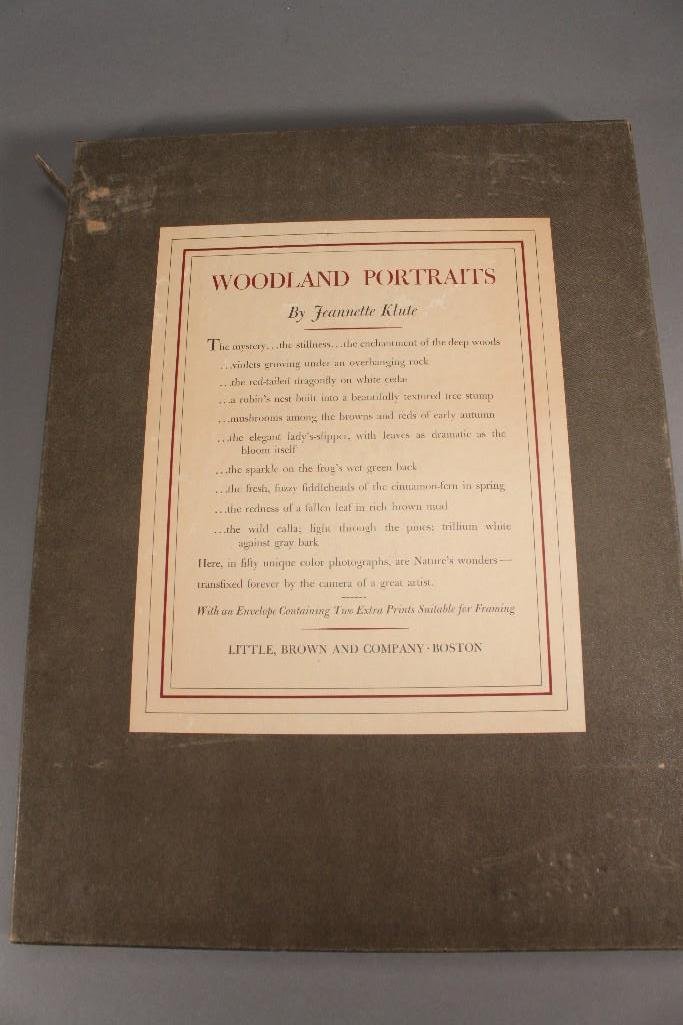 WOODLAND PORTRAITS
By Jeannette Klute
The mystery...the stillness...the enchantment of the deep woods
...violets growing under an overhanging rock
...the red-tailed dragonfly on white cedar
...a robin's nest built into a beautifully textured tree stump
...mushrooms among the browns and reds of early autumn
...the elegant lady's-slipper, with leaves as dramatic as the
bloom itself
...the sparkle on the frog's wet green back
...the fresh, fuzzy fiddleheads of the cinnamon-fern in spring
...the redness of a fallen leaf in rich brown mud
...the wild calla; light through the pines; trillium white
against gray bark
Here, in fifty unique color photographs, are Nature's wonders—
transfixed forever by the camera of a great artist.
With an Envelope Containing Two Extra Prints Suitable for Framing
LITTLE, BROWN AND COMPANY · BOSTON